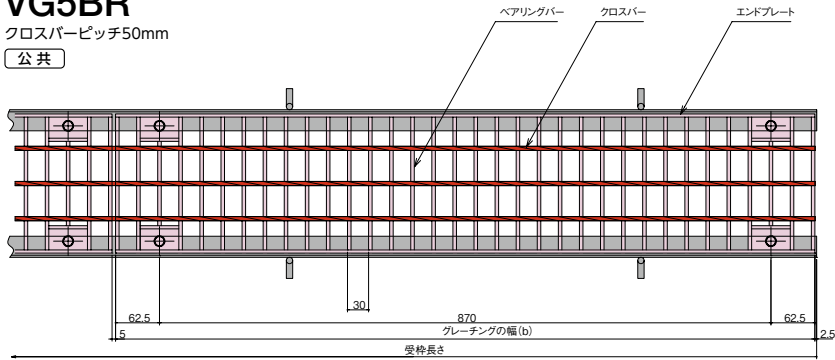 VG5BR
クロスバーピッチ50mm
公共
ベアリングバー
クロスバー
エンドプレート
30
62.5
870
62.5
5
グレーチングの幅(b)
2.5
受枠長さ